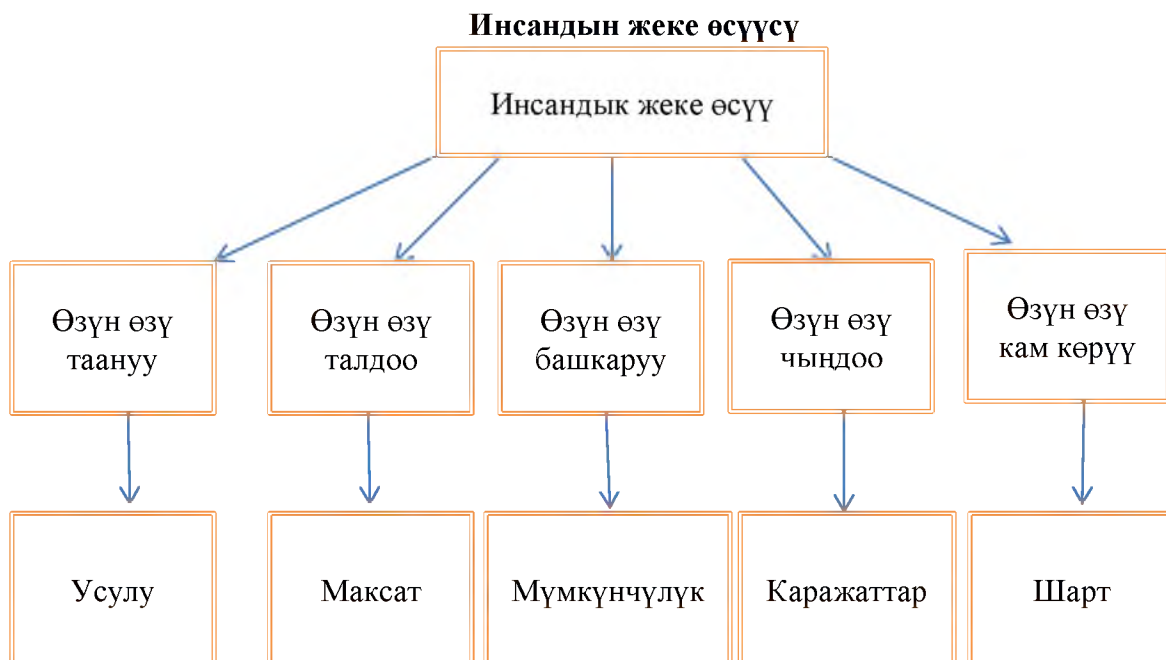 Инсандын жеке өсүүсү
Инсандык жеке өсүү
Өзүн өзү
таануу
Өзүн өзү
талдоо
Өзүн өзү
башкаруу
Өзүн өзү
чыңдоо
Өзүн өзү
кам көрүү
Усулу
Максат
Мүмкүнчүлүк
Каражаттар
Шарт